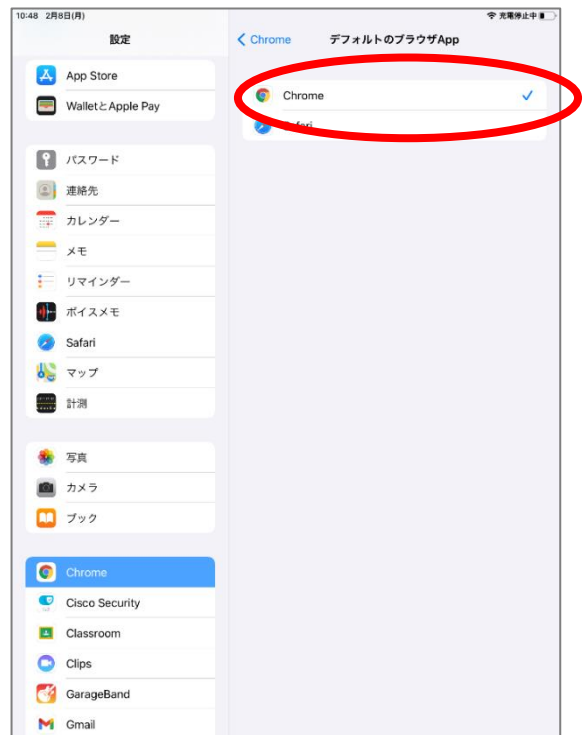 10:48 2月8日(月)
充電停止中
設定
Chrome
デフォルトのブラウザApp
App Store
WalletとApple Pay
パスワード
連絡先
カレンダー
メモ
リマインダー
ボイスメモ
Safari
マップ
計測
写真
カメラ
ブック
Chrome
Cisco Security
Classroom
Clips
GarageBand
Gmail
Chrome
Safari